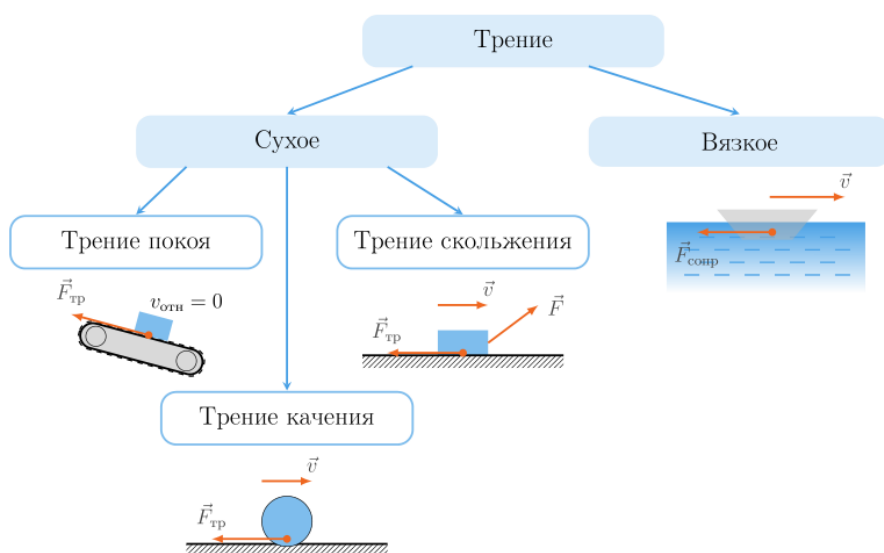 Трение
Сухое
Вязкое
Трение покоя
Трение скольжения
Трение качения
F⃗тр
vотн = 0
v⃗
F⃗
F⃗тр
v⃗
F⃗сопр
v⃗
F⃗тр